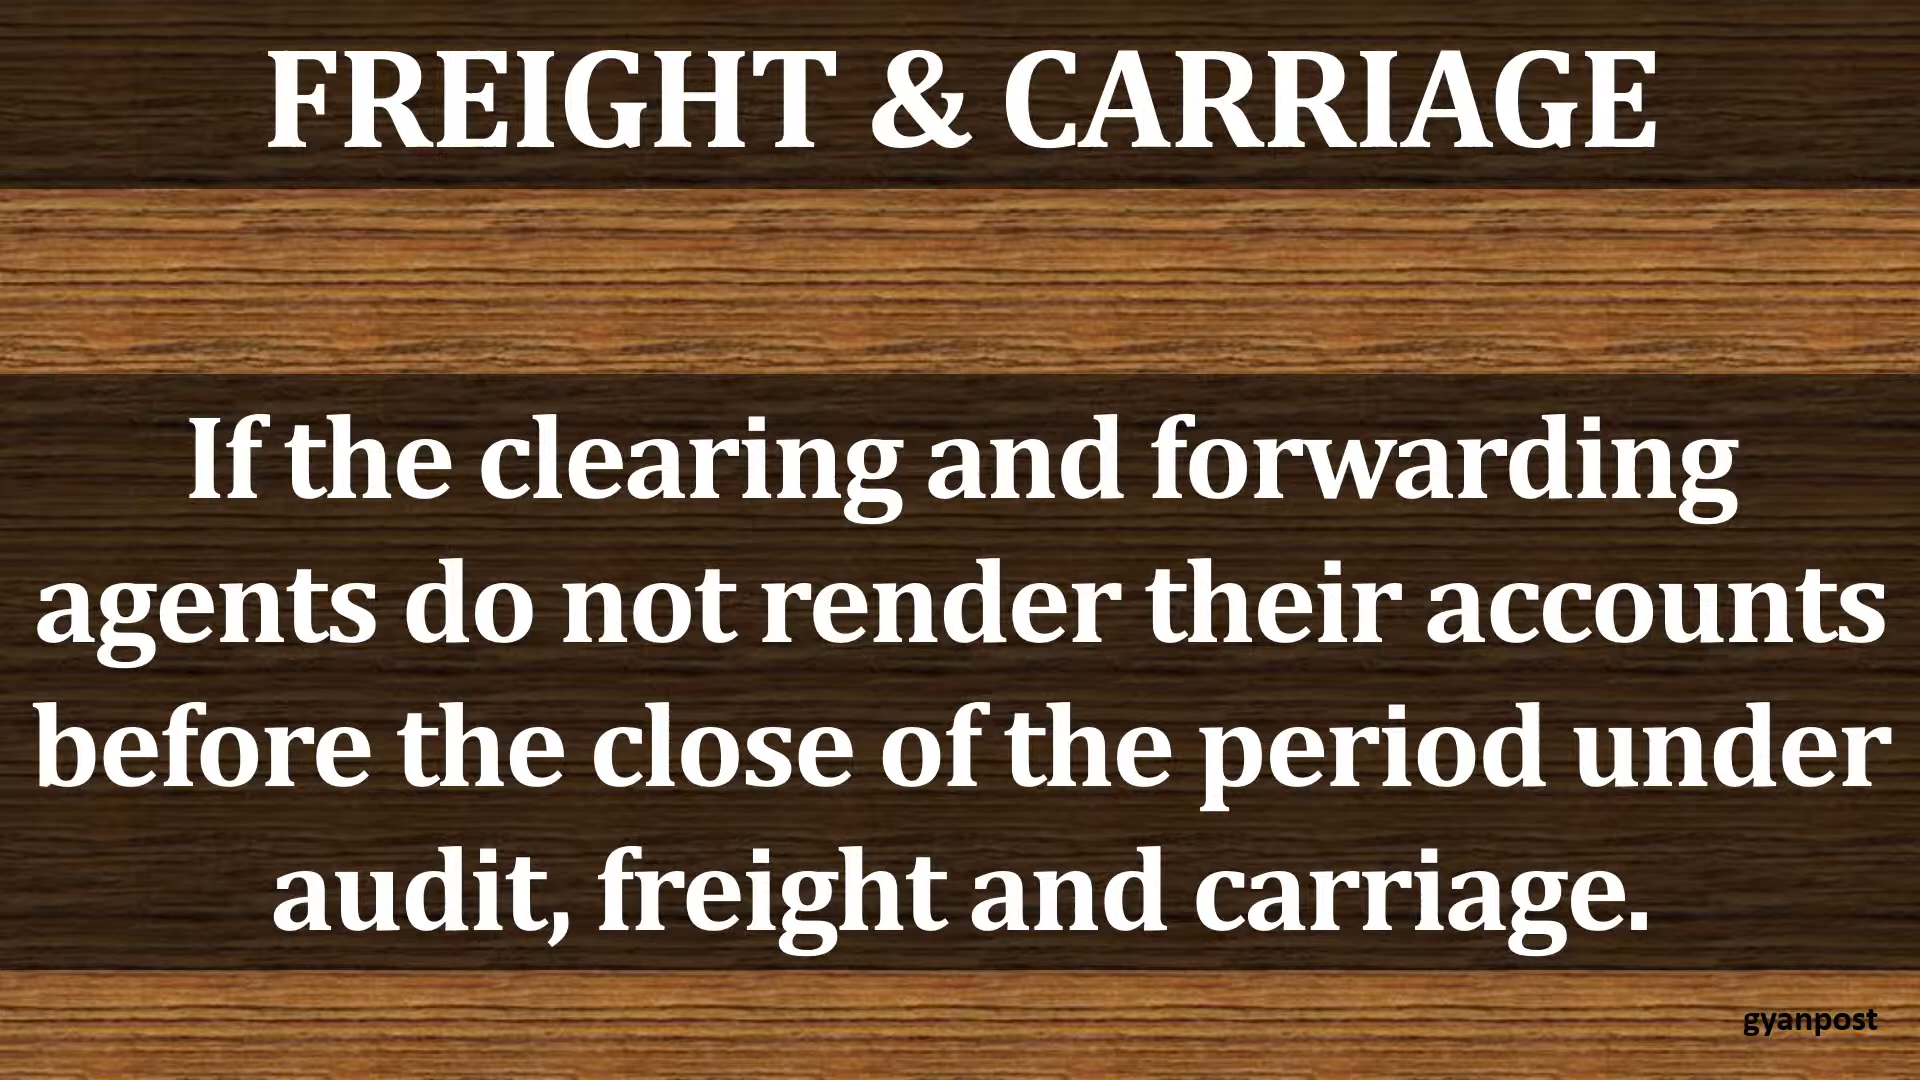 FREIGHT & CARRIAGE
If the clearing and forwarding
agents do not render their accounts
before the close of the period under
audit, freight and carriage.
gyanpost